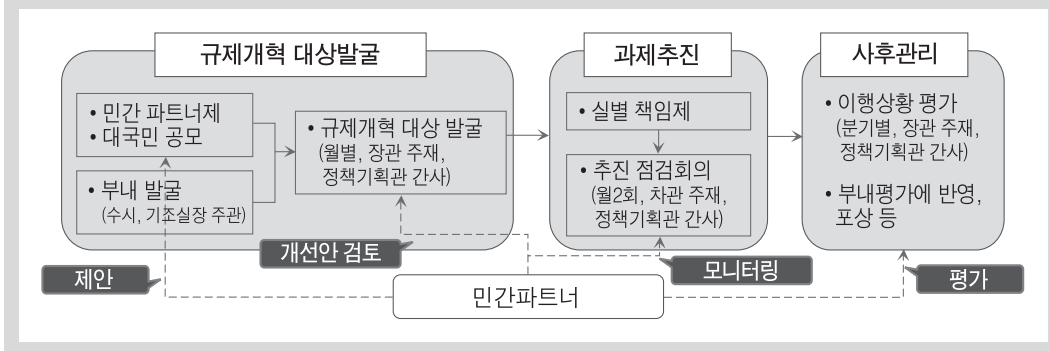 규제개혁 대상발굴
• 민간 파트너제
• 대국민 공모
• 부내 발굴
(수시, 기조실장 주관)
• 규제개혁 대상 발굴
(월별, 장관 주재,
정책기획관 간사)
과제추진
• 실별 책임제
• 추진 점검회의
(월2회, 차관 주재,
정책기획관 간사)
사후관리
• 이행상황 평가
(분기별, 장관 주재,
정책기획관 간사)
• 부내평가에 반영,
포상 등
제안
개선안 검토
모니터링
평가
민간파트너